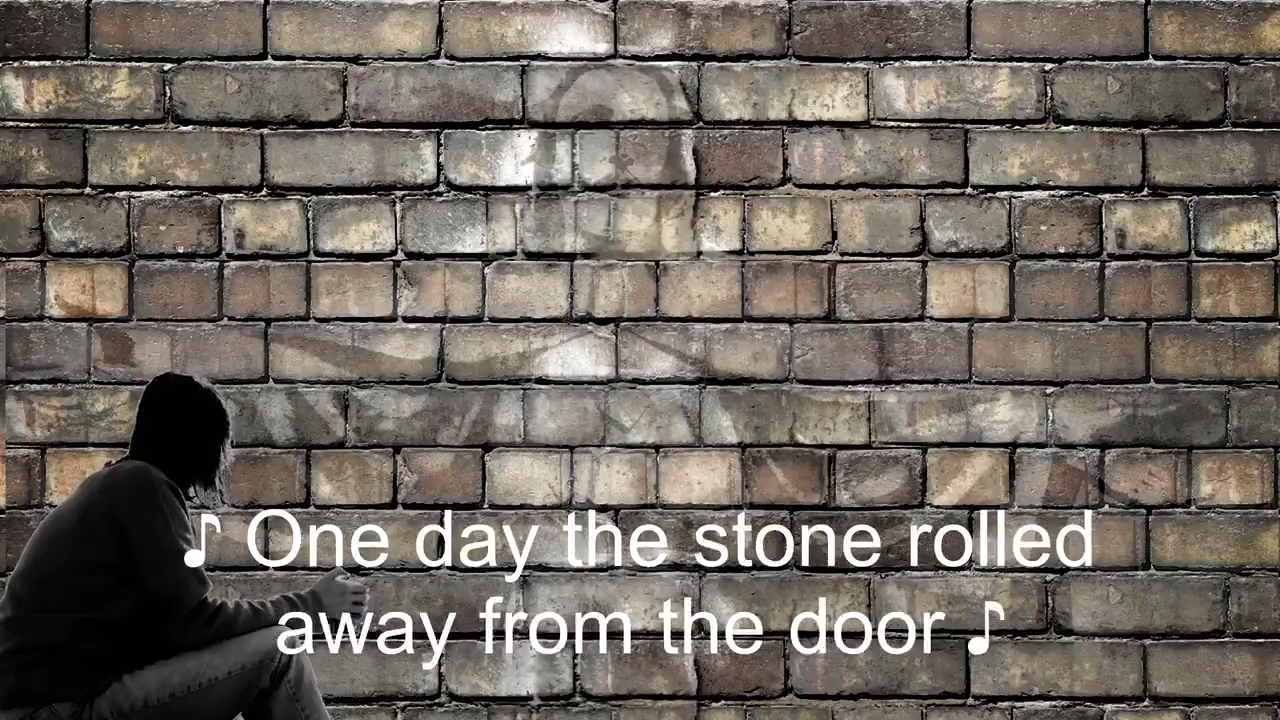 ♪ One day the stone rolled
away from the door ♪